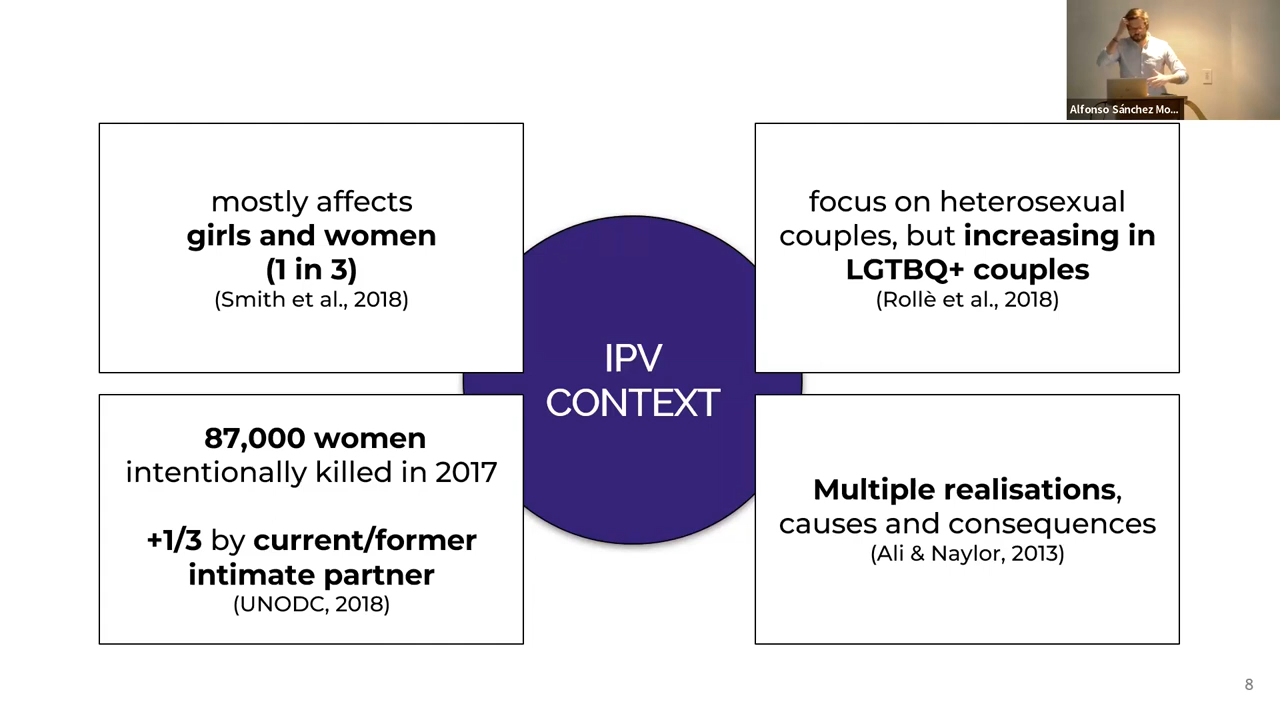 Alfonso Sánchez Mo...
mostly affects
girls and women
(1 in 3)
(Smith et al., 2018)
focus on heterosexual
couples, but increasing in
LGTBQ+ couples
(Rollè et al., 2018)
IPV
CONTEXT
87,000 women
intentionally killed in 2017
+1/3 by current/former
intimate partner
(UNODC, 2018)
Multiple realisations,
causes and consequences
(Ali & Naylor, 2013)
8